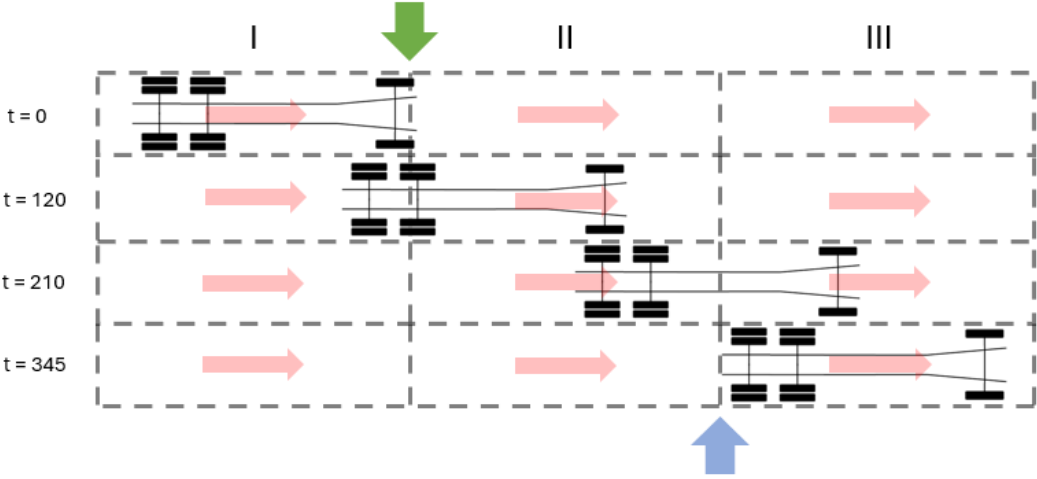 I II III
t = 0
t = 120
t = 210
t = 345